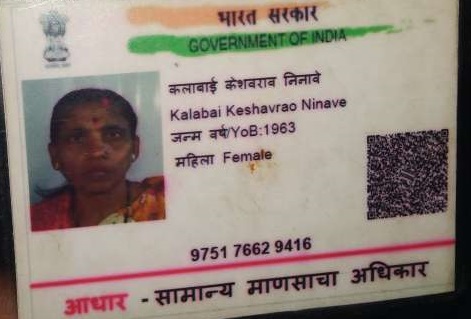 भारत सरकार
GOVERNMENT OF INDIA
कलाबाई केशवराव निनावे
Kalabai Keshavrao Ninave
जन्म वर्ष/YoB:1963
महिला Female
9751 7662 9416
आधार - सामान्य माणसाचा अधिकार